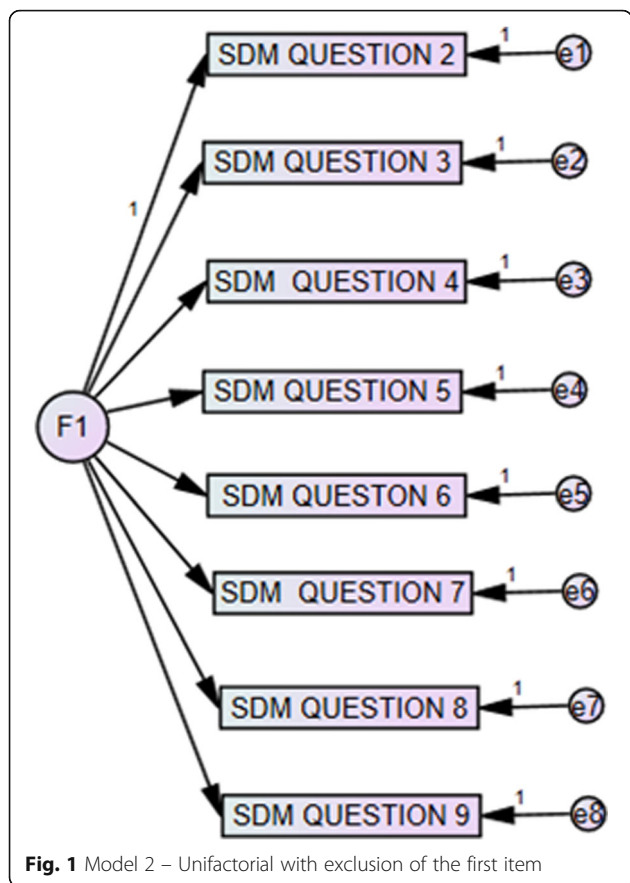 SDM QUESTION 2
1
e1
SDM QUESTION 3
1
e2
1
SDM QUESTION 4
1
e3
SDM QUESTION 5
1
e4
F1
SDM QUESTON 6
1
e5
SDM QUESTION 7
1
e6
SDM QUESTION 8
1
e7
SDM QUESTION 9
1
e8
Fig. 1 Model 2 – Unifactorial with exclusion of the first item